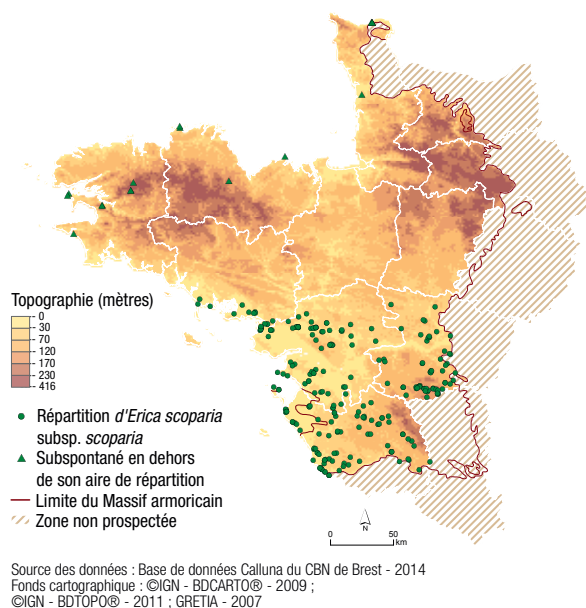 Topographie (mètres)
0
30
70
120
170
230
416
Répartition d'Erica scoparia
subsp. scoparia
Subspontané en dehors
de son aire de répartition
Limite du Massif armoricain
Zone non prospectée
N
0 50
km
Source des données : Base de données Calluna du CBN de Brest - 2014
Fonds cartographique : ©IGN - BDCARTO® - 2009 ;
©IGN - BDTOPO® - 2011 ; GRETIA - 2007